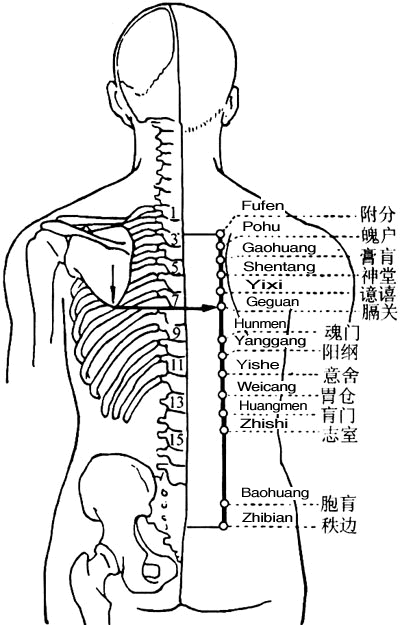 Fufen 附分
Pohu 魄户
Gaohuang 膏肓
Shentang 神堂
Yixi 譩譆
Geguan 膈关
Hunmen 魂门
Yanggang 阳纲
Yishe 意舍
Weicang 胃仓
Huangmen 肓门
Zhishi 志室
Baohuang 胞肓
Zhibian 秩边
1
3
5
7
9
11
13
15